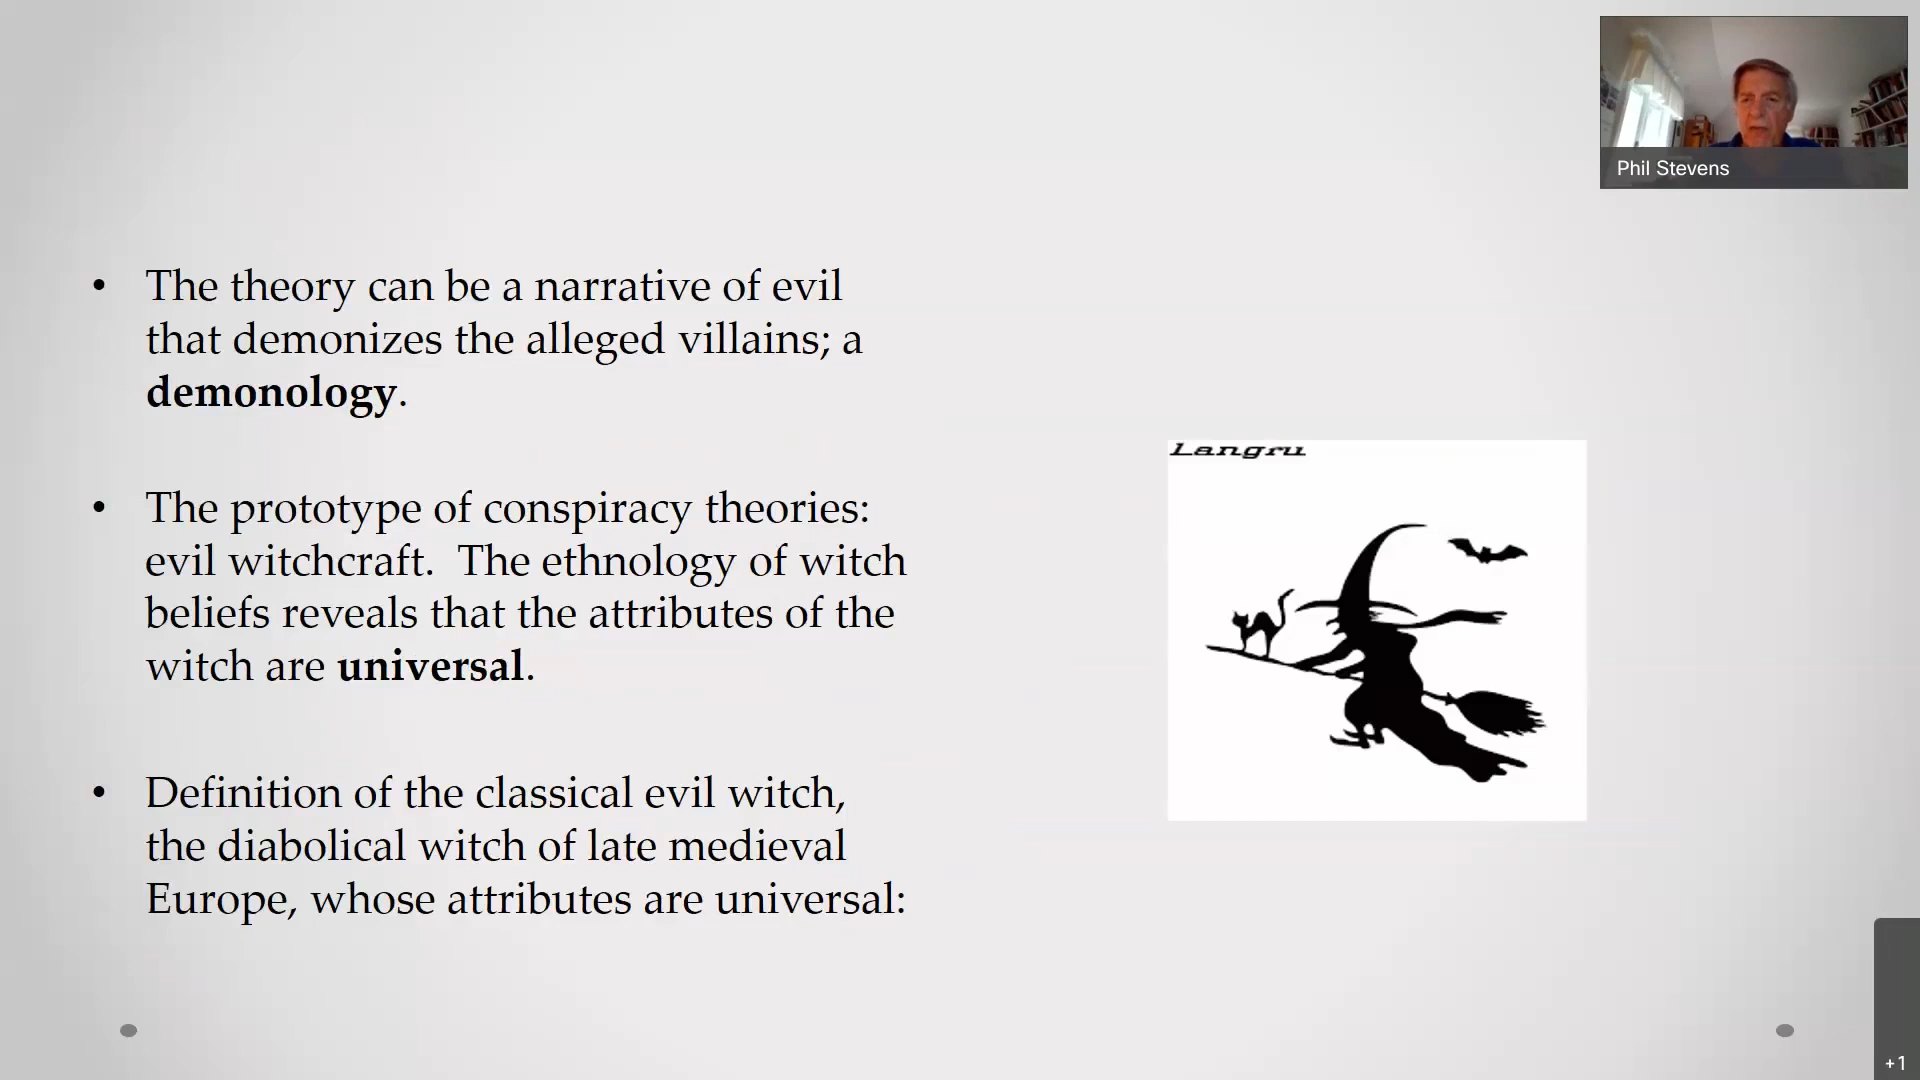 Phil Stevens
• The theory can be a narrative of evil
that demonizes the alleged villains; a
demonology.
• The prototype of conspiracy theories:
evil witchcraft.  The ethnology of witch
beliefs reveals that the attributes of the
witch are universal.
• Definition of the classical evil witch,
the diabolical witch of late medieval
Europe, whose attributes are universal:
Langru
+1